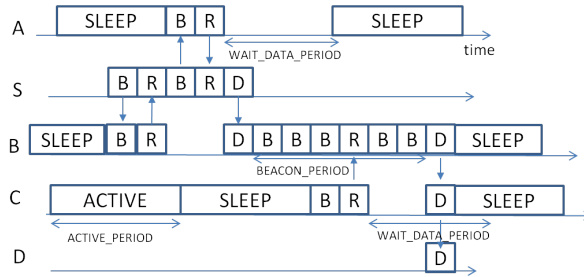 A SLEEP B R SLEEP
WAIT_DATA_PERIOD time
S B R B R D
B SLEEP B R D B B B R B B D SLEEP
BEACON_PERIOD
C ACTIVE SLEEP B R D SLEEP
ACTIVE_PERIOD WAIT_DATA_PERIOD
D D